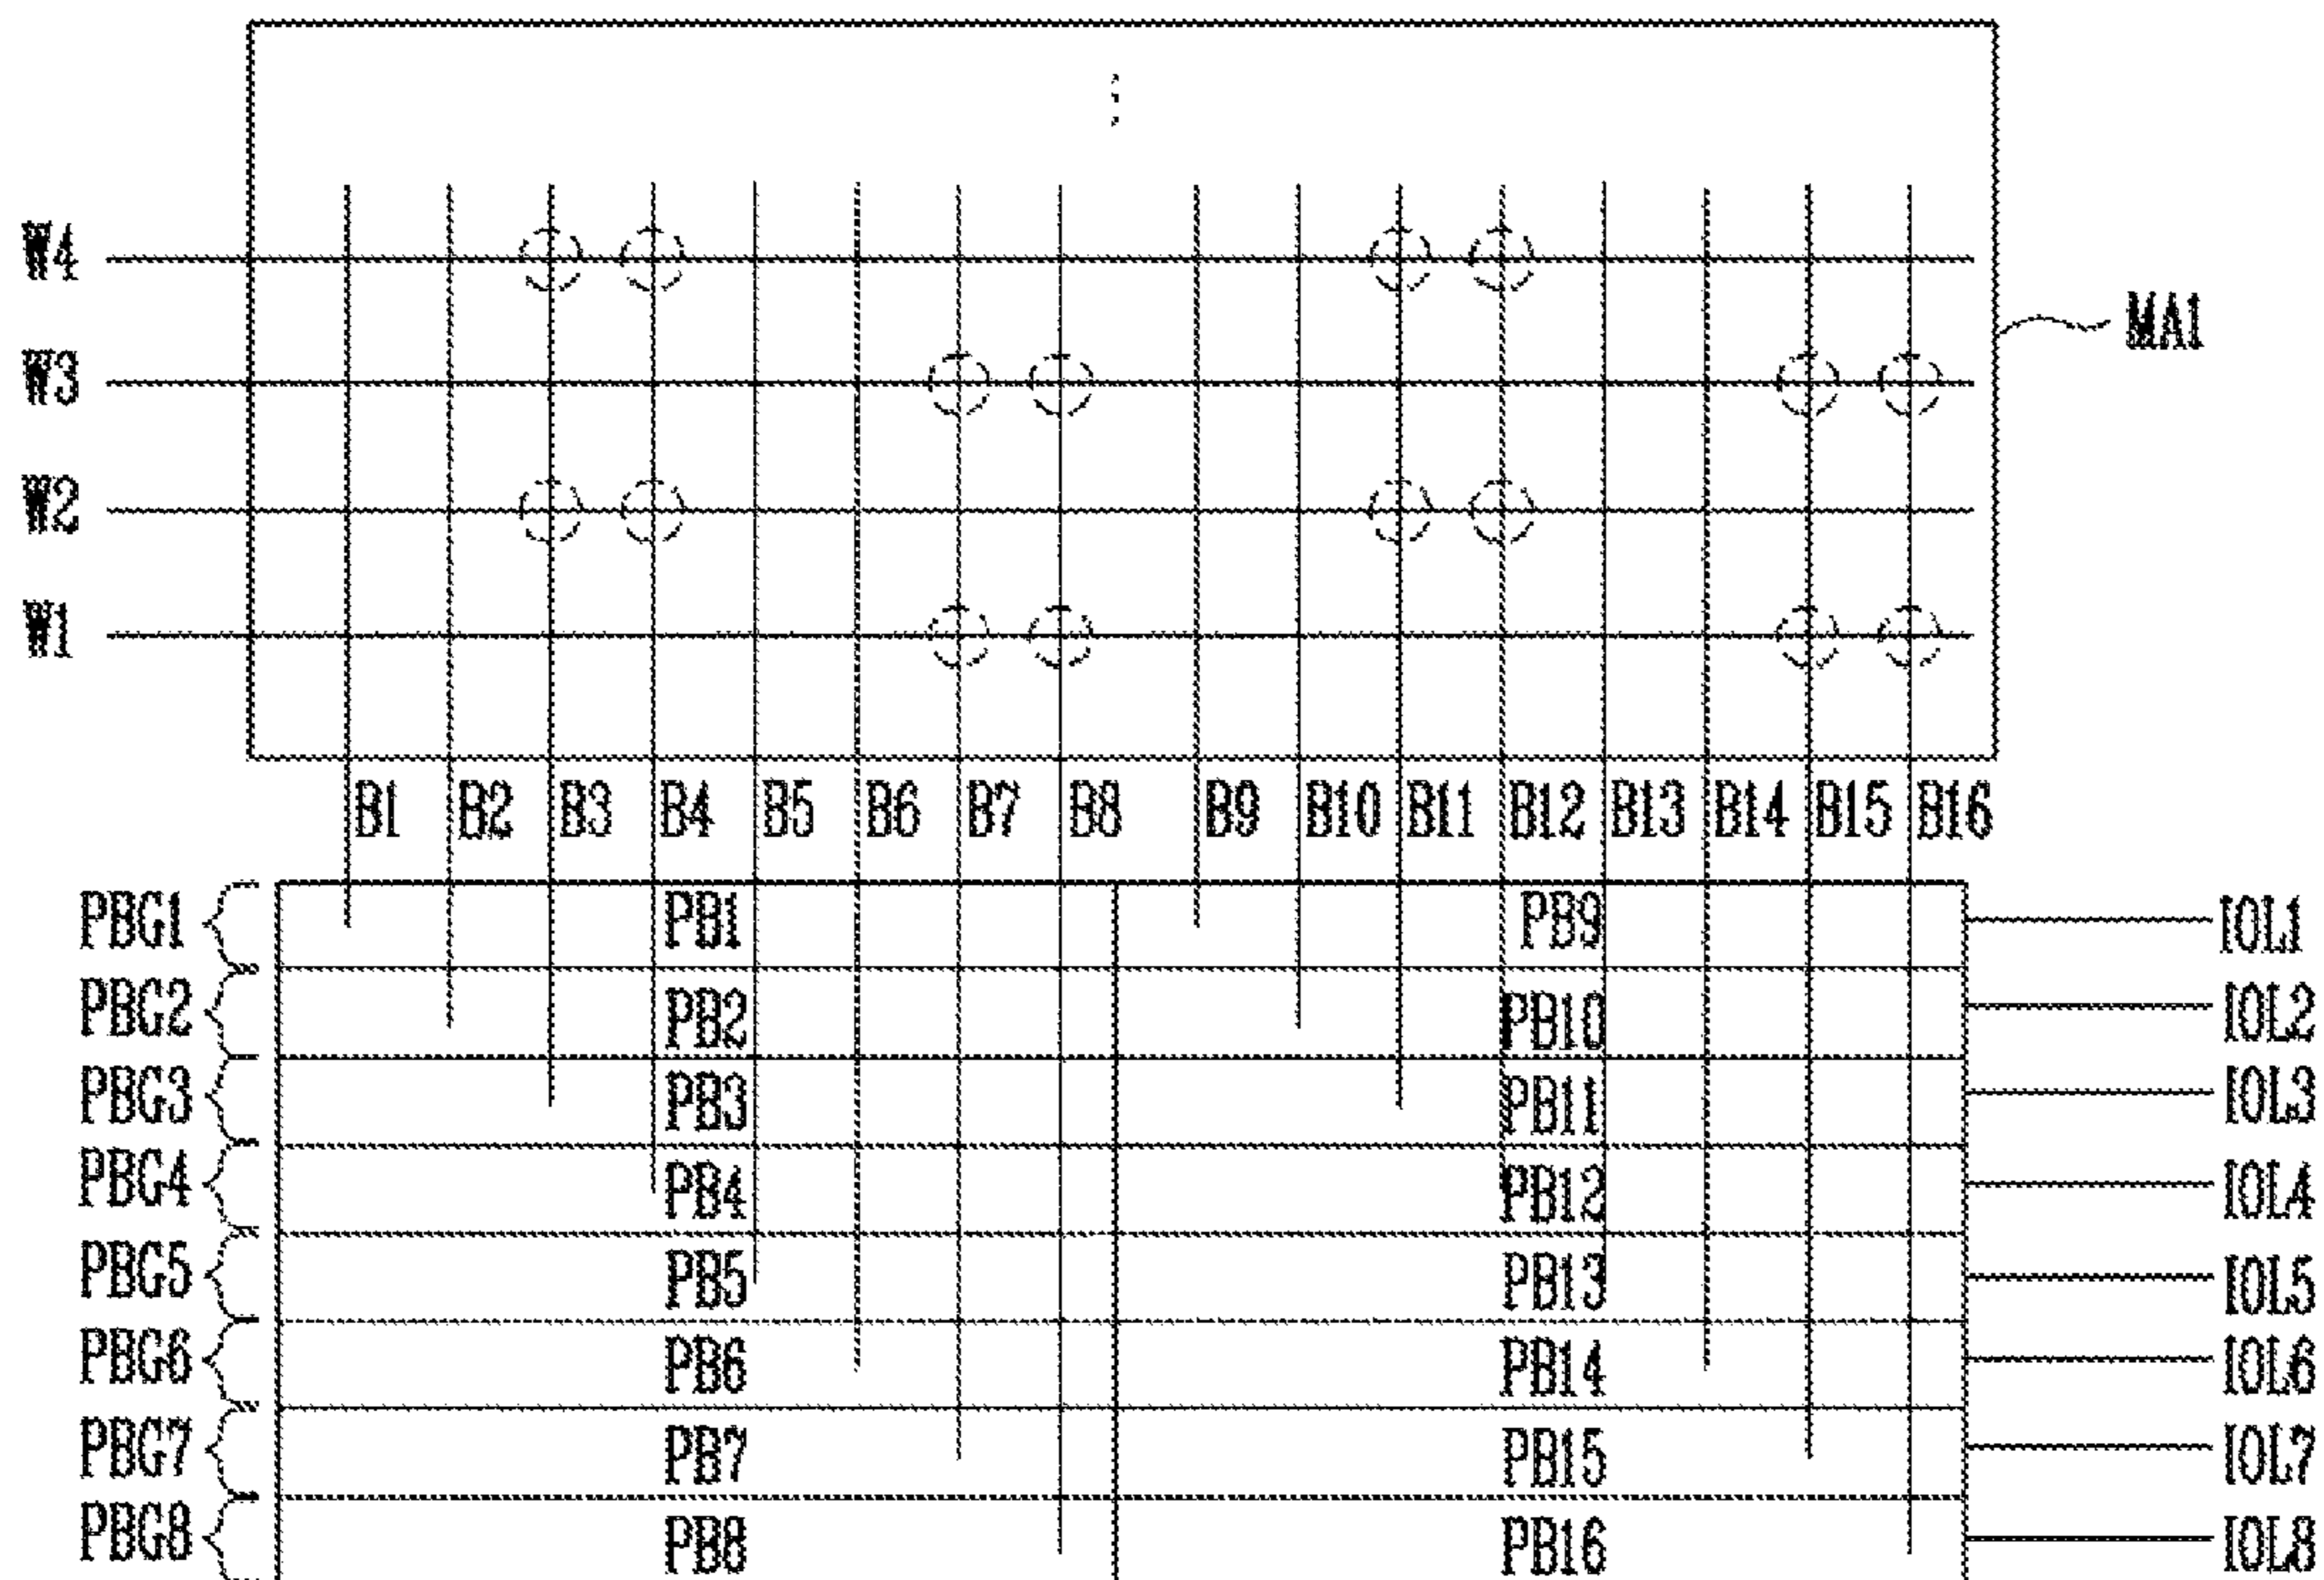 W4
MA1
W3
W2
W1
B1 B2 B3 B4 B5 B6 B7 B8 B9 B10 B11 B12 B13 B14 B15 B16
PBG1 PB1 PB9 IOL1
PBG2 PB2 PB10 IOL2
PBG3 PB3 PB11 IOL3
PBG4 PB4 PB12 IOL4
PBG5 PB5 PB13 IOL5
PBG6 PB6 PB14 IOL6
PBG7 PB7 PB15 IOL7
PBG8 PB8 PB16 IOL8